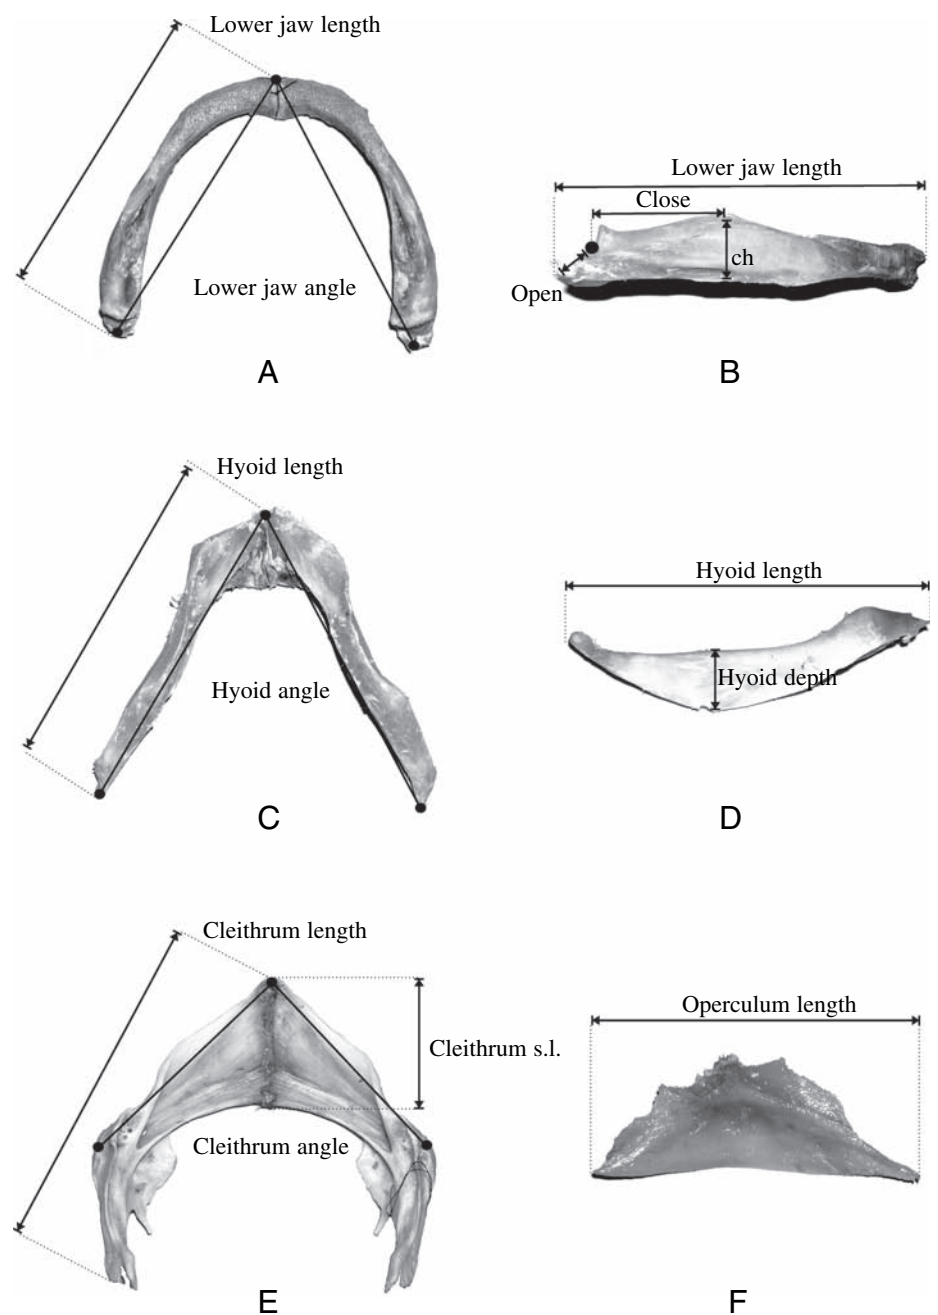 Lower jaw length
Lower jaw angle
A
Lower jaw length
Close
ch
Open
B
Hyoid length
Hyoid angle
C
Hyoid length
Hyoid depth
D
Cleithrum length
Cleithrum s.l.
Cleithrum angle
E
Operculum length
F